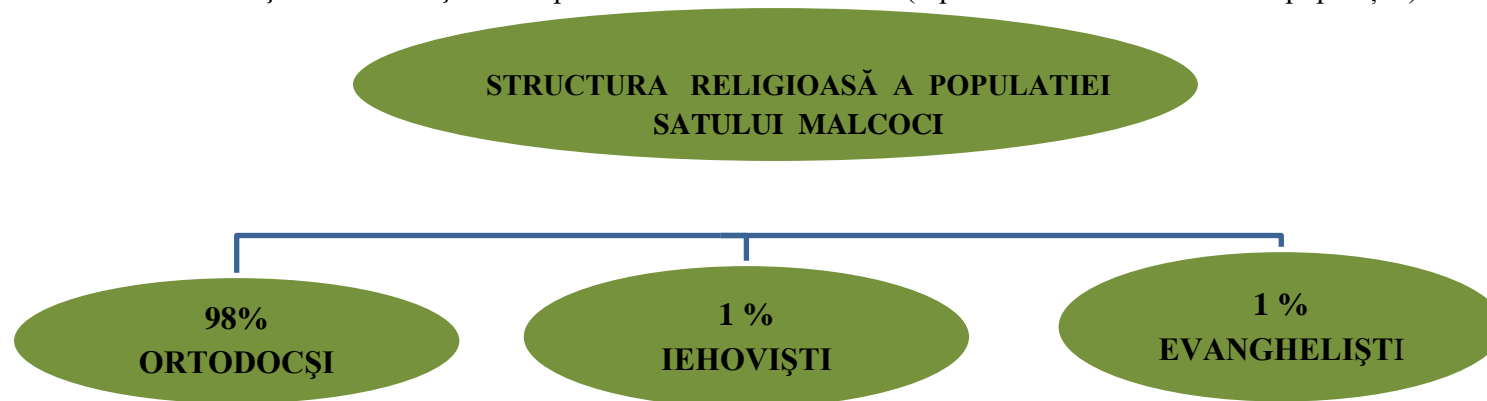 STRUCTURA RELIGIOASĂ A POPULATIEI
SATULUI MALCOCI
98%
ORTODOCŞI
1 %
IEHOVIŞTI
1 %
EVANGHELIŞTI